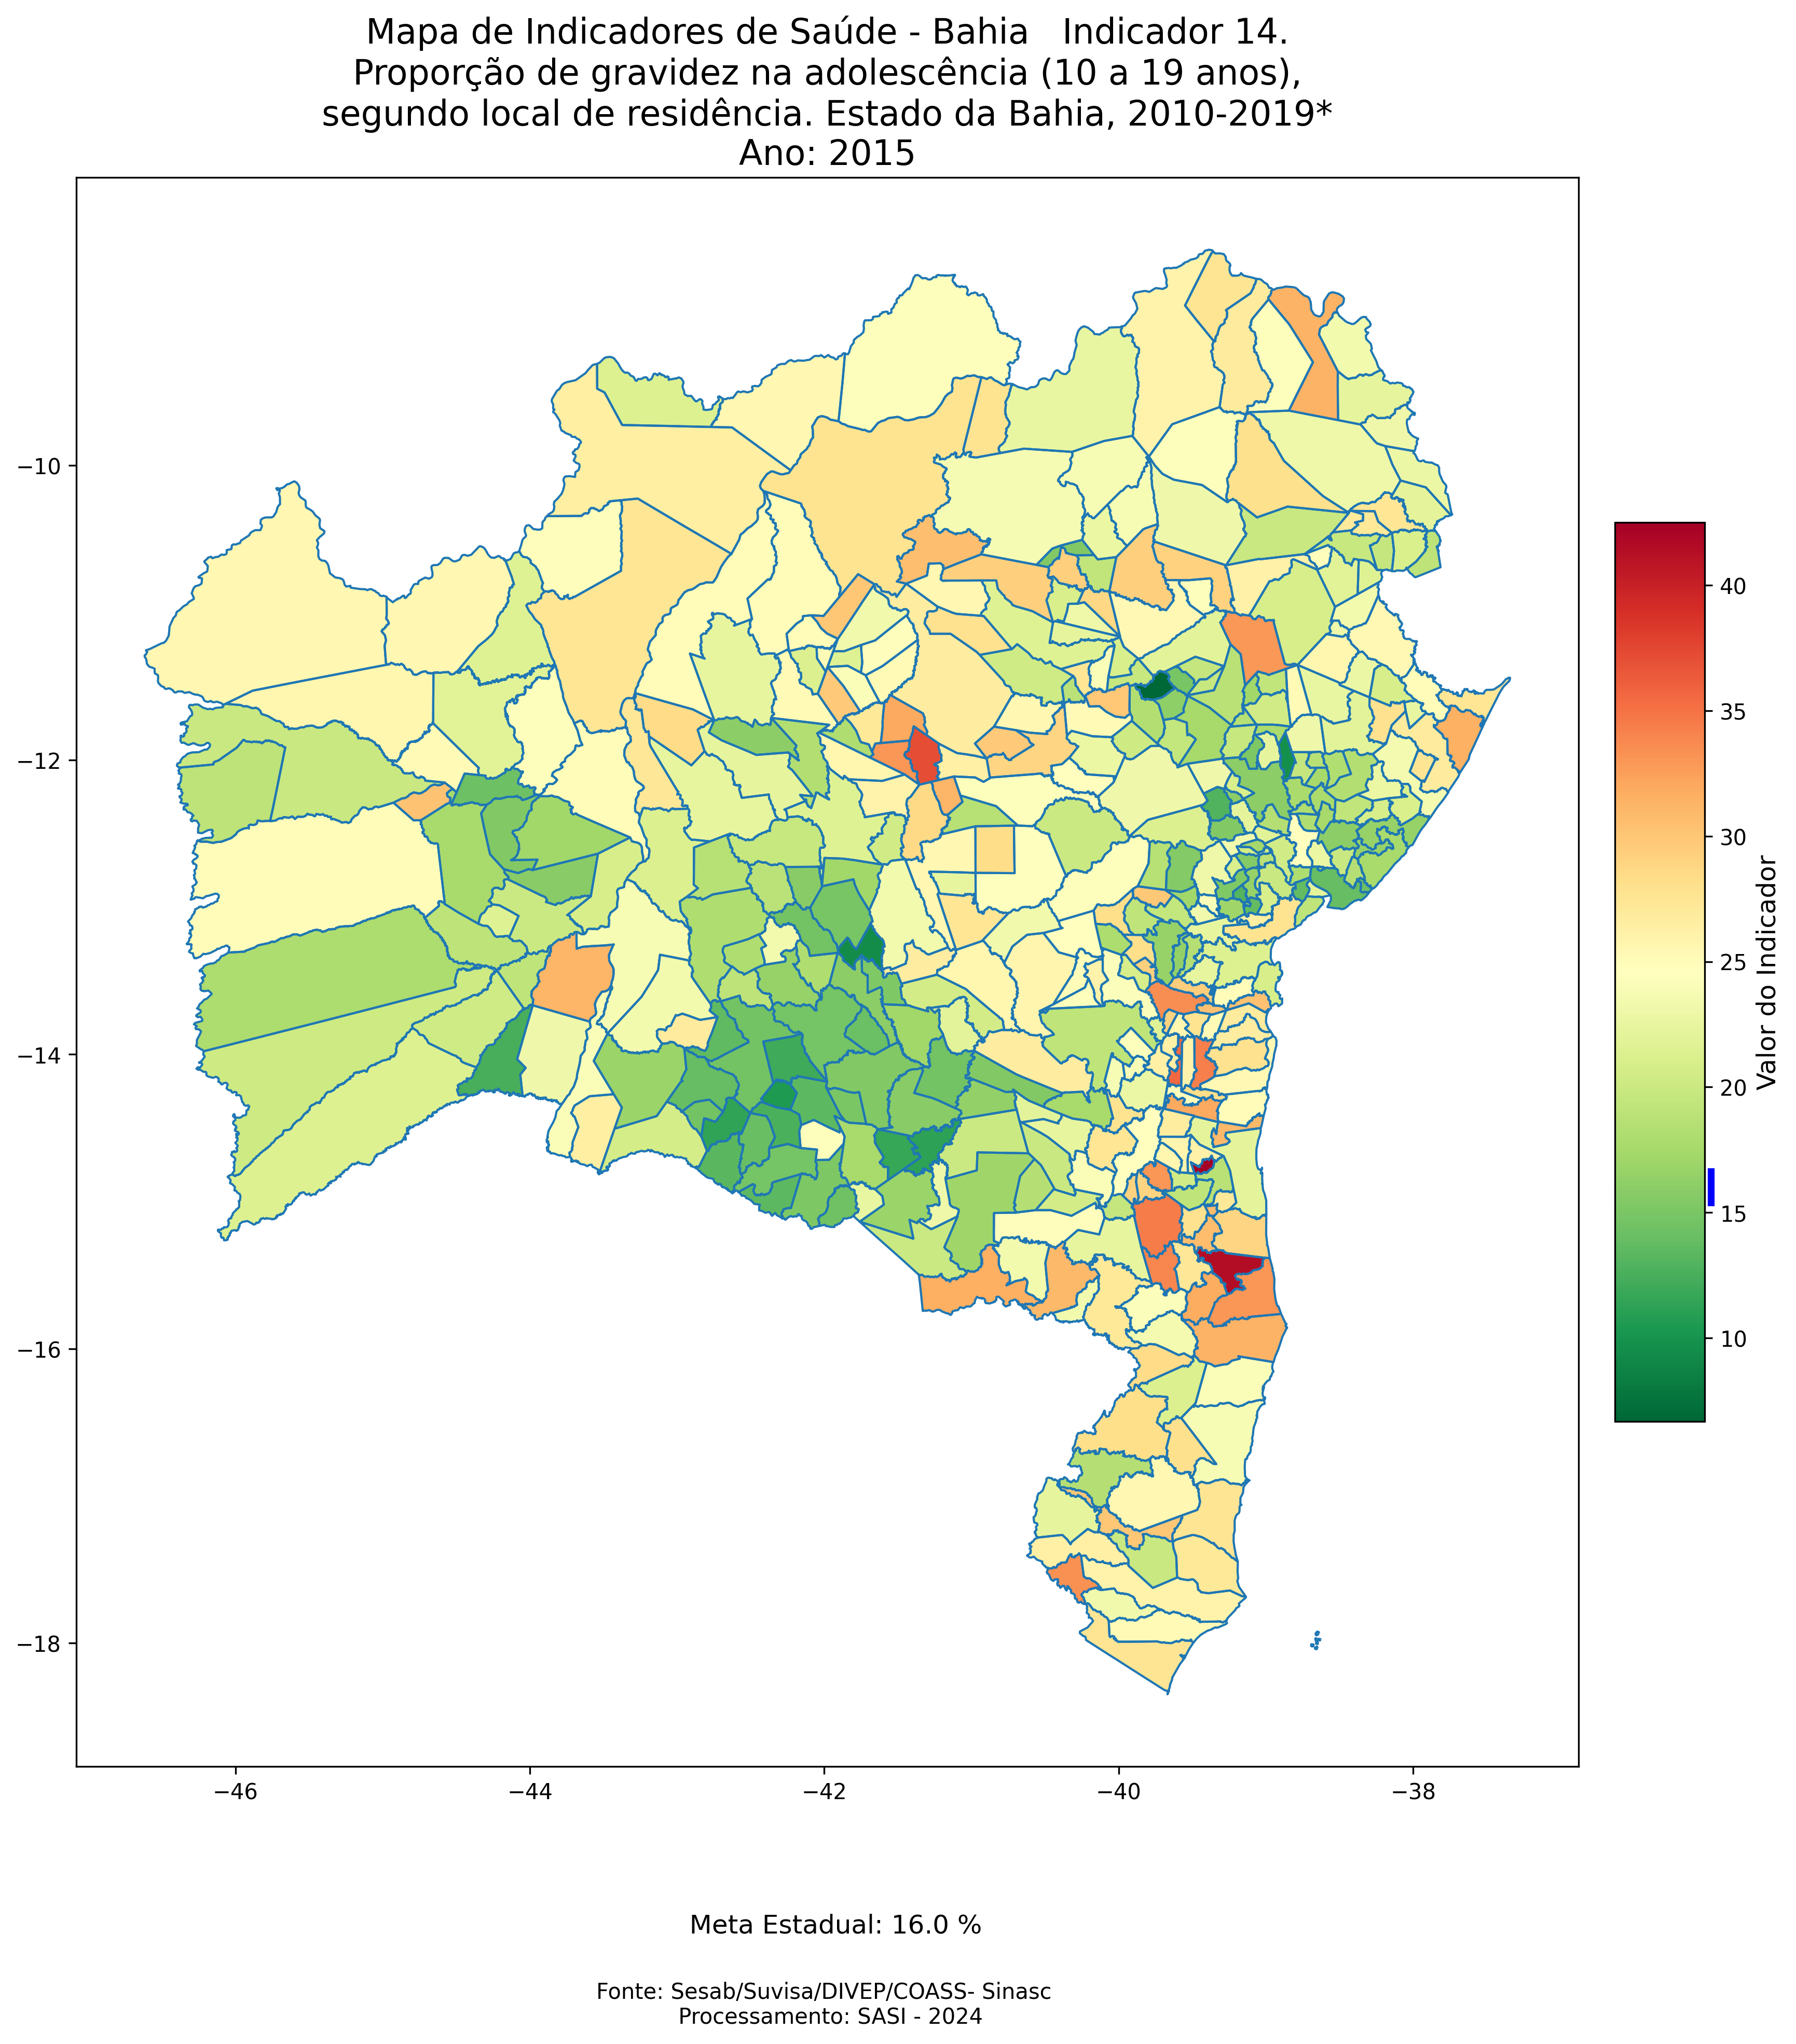 Mapa de Indicadores de Saúde - Bahia   Indicador 14.
Proporção de gravidez na adolescência (10 a 19 anos),
segundo local de residência. Estado da Bahia, 2010-2019*
Ano: 2015
−10
−12
−14
−16
−18
−46
−44
−42
−40
−38
40
35
30
25
20
15
10
Valor do Indicador
Meta Estadual: 16.0 %
Fonte: Sesab/Suvisa/DIVEP/COASS- Sinasc
Processamento: SASI - 2024